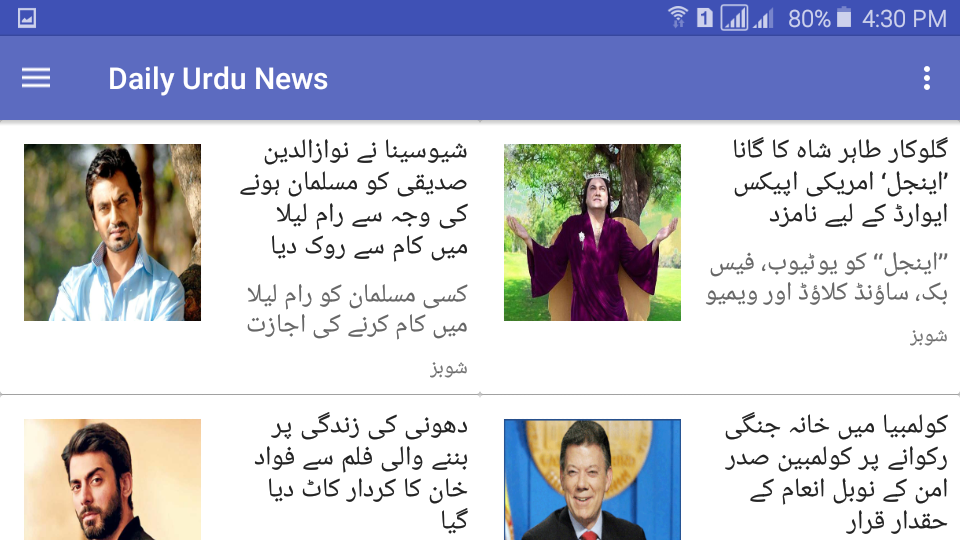 80% 4:30 PM
Daily Urdu News
گلوکار طاہر شاہ کا گانا
’اینجل‘ امریکی اپیکس
ایوارڈ کے لیے نامزد
’’اینجل‘‘ کو یوٹیوب، فیس
بک، ساؤنڈ کلاؤڈ اور ویمیو
شوبز
شیوسینا نے نوازالدین
صدیقی کو مسلمان ہونے
کی وجہ سے رام لیلا
میں کام سے روک دیا
کسی مسلمان کو رام لیلا
میں کام کرنے کی اجازت
شوبز
کولمبیا میں خانہ جنگی
رکوانے پر کولمبین صدر
امن کے نوبل انعام کے
حقدار قرار
دھونی کی زندگی پر
بننے والی فلم سے فواد
خان کا کردار کاٹ دیا
گیا